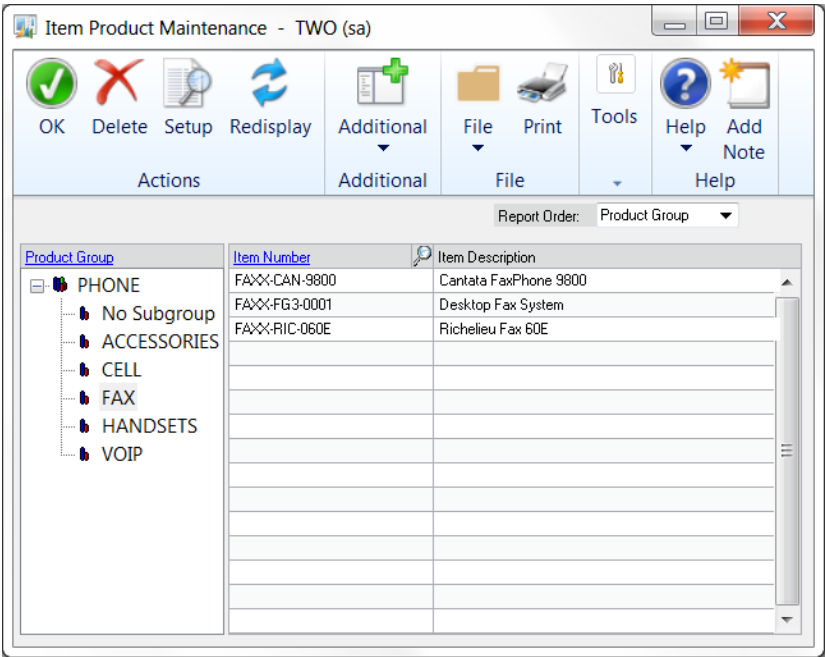 Item Product Maintenance - TWO (sa)
OK Delete Setup Redisplay Additional File Print Tools Help Add Note
Actions Additional File Help
Report Order: Product Group
Product Group Item Number Item Description
PHONE FAXX-CAN-9800 Cantata FaxPhone 9800
No Subgroup FAXX-FG3-0001 Desktop Fax System
ACCESSORIES FAXX-RIC-060E Richelieu Fax 60E
CELL
FAX
HANDSETS
VOIP